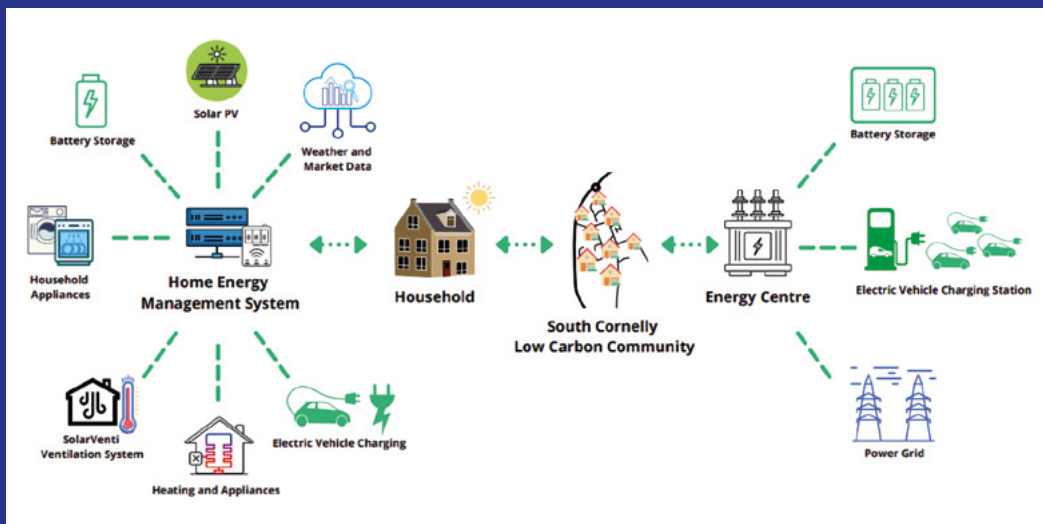 Solar PV
Battery Storage
Weather and
Market Data
Household
Appliances
Home Energy
Management System
SolarVenti
Ventilation System
Heating and Appliances
Electric Vehicle Charging
Household
South Cornelly
Low Carbon Community
Energy Centre
Battery Storage
Electric Vehicle Charging Station
Power Grid